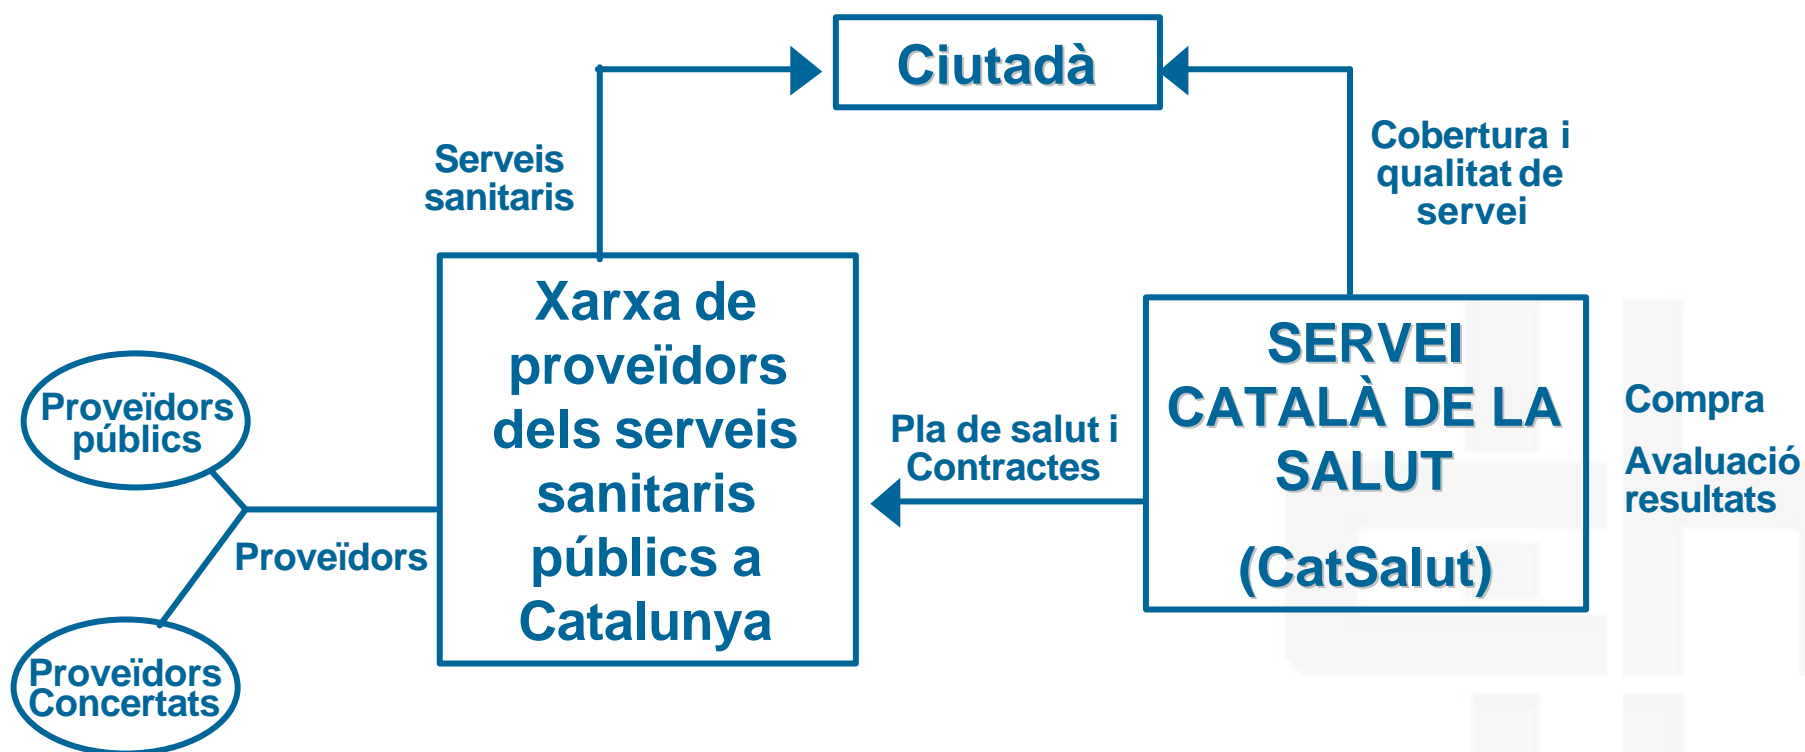 Ciutadà
Serveis
sanitaris
Cobertura i
qualitat de
servei
Xarxa de
proveïdors
dels serveis
sanitaris
públics a
Catalunya
SERVEI
CATALÀ DE LA
SALUT
(CatSalut)
Compra
Avaluació
resultats
Pla de salut i
Contractes
Proveïdors
públics
Proveïdors
Proveïdors
Concertats